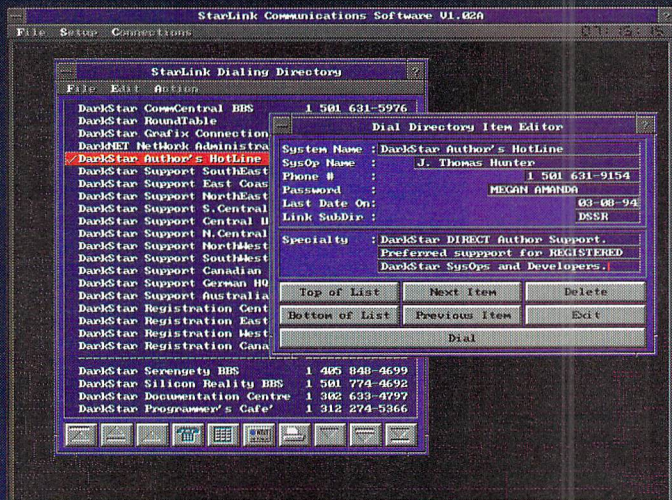 StarLink Communications Software V1.02A
File Setup Connections
StarLink Dialing Directory
?
File Edit Action
DarkStar CommCentral BBS 1 501 631-5976
DarkStar RoundTable
DarkStar Grafix Connection
DarkNET NetWork Administra
✓DarkStar Author's HotLine
DarkStar Support SouthEast
DarkStar Support East Coas
DarkStar Support NorthEast
DarkStar Support S.Central
DarkStar Support Central U
DarkStar Support N.Central
DarkStar Support NorthWest
DarkStar Support SouthWest
DarkStar Support Canadian
DarkStar Support German HQ
DarkStar Support Australia
DarkStar Registration Cent
DarkStar Registration East
DarkStar Registration West
DarkStar Registration Cana
DarkStar Serengety BBS 1 405 848-4699
DarkStar Silicon Reality BBS 1 501 774-4692
DarkStar Documentation Centre 1 302 633-4797
DarkStar Programmer's Cafe' 1 312 274-5366
Dial Directory Item Editor
?
System Name : DarkStar Author's HotLine
SysOp Name : J. Thomas Hunter
Phone # : 1 501 631-9154
Password : MEGAN AMANDA
Last Date On: 03-08-94
Link SubDir : DSSR
Specialty : DarkStar DIRECT Author Support.
Preferred suppport for REGISTERED
DarkStar SysOps and Developers.
Top of List Next Item Delete
Bottom of List Previous Item Exit
Dial